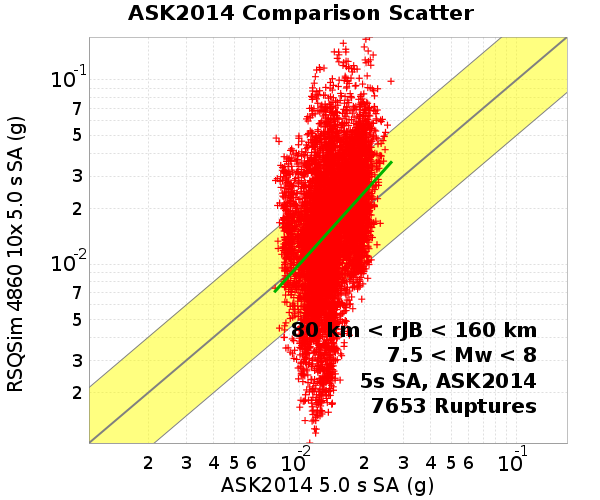 ASK2014 Comparison Scatter
RSQSim 4860 10x 5.0 s SA (g)
10-1
7
5
3
2
10-2
7
5
3
2
80 km < rJB < 160 km
7.5 < Mw < 8
5s SA, ASK2014
7653 Ruptures
2 3 4 5 6 10-2 2 3 4 5 6 10-1
ASK2014 5.0 s SA (g)